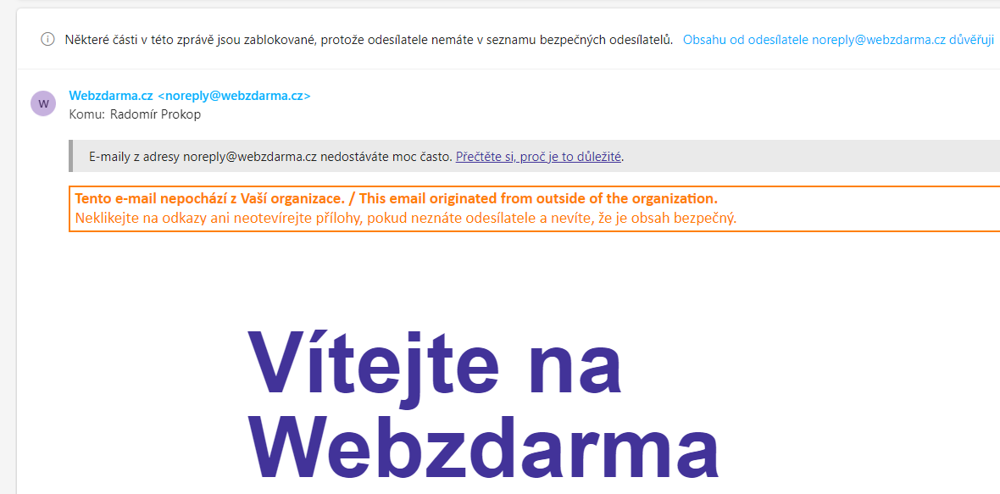 Některé části v této zprávě jsou zablokované, protože odesílatele nemáte v seznamu bezpečných odesílatelů. Obsahu od odesílatele noreply@webzdarma.cz důvěřuji
W
Webzdarma.cz <noreply@webzdarma.cz>
Komu: Radomír Prokop
E-maily z adresy noreply@webzdarma.cz nedostáváte moc často. Přečtěte si, proč je to důležité.
Tento e-mail nepochází z Vaší organizace. / This email originated from outside of the organization.
Neklikejte na odkazy ani neotevírejte přílohy, pokud neznáte odesílatele a nevíte, že je obsah bezpečný.
Vítejte na
Webzdarma